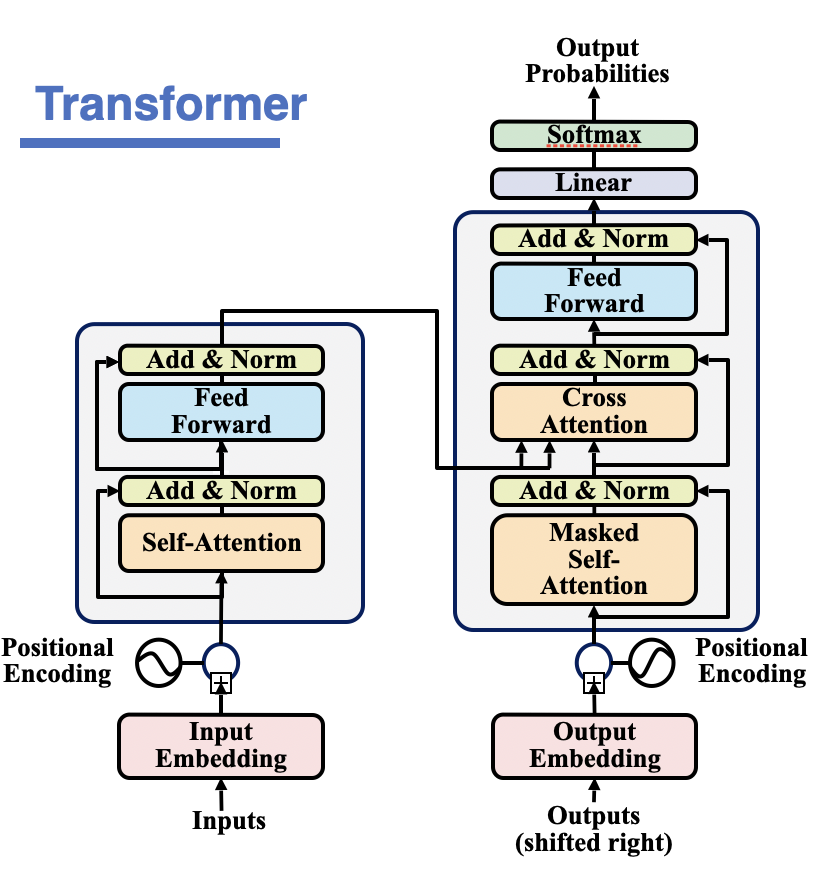 Transformer
Output
Probabilities
Softmax
Linear
Add & Norm
Feed
Forward
Add & Norm
Cross
Attention
Add & Norm
Masked
Self-
Attention
Positional
Encoding
Output
Embedding
Outputs
(shifted right)
Add & Norm
Feed
Forward
Add & Norm
Self-Attention
Positional
Encoding
Input
Embedding
Inputs